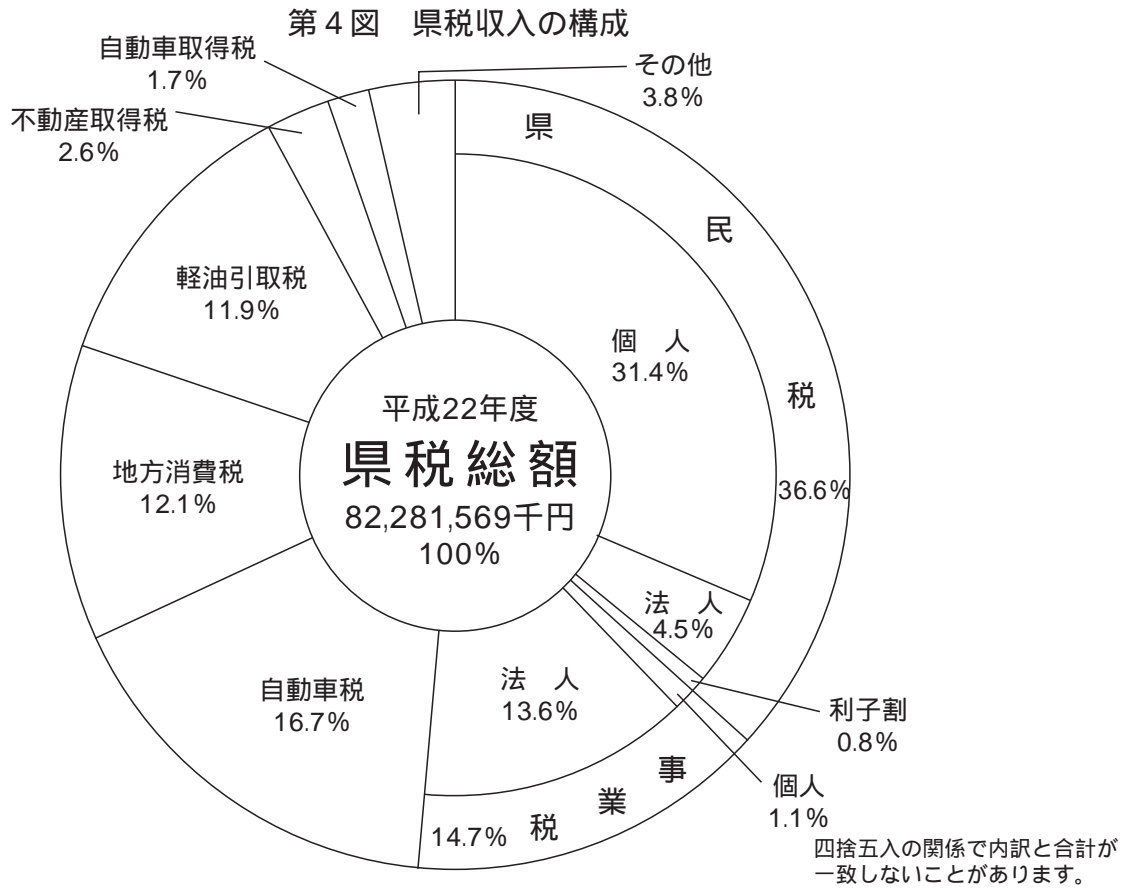 第4図　県税収入の構成
自動車取得税
1.7%
その他
3.8%
不動産取得税
2.6%
県民税
36.6%
個　人
31.4%
軽油引取税
11.9%
平成22年度
県税総額
82,281,569千円
100%
地方消費税
12.1%
法　人
4.5%
利子割
0.8%
自動車税
16.7%
法　人
13.6%
個人
1.1%
事業税
14.7%
四捨五入の関係で内訳と合計が
一致しないことがあります。